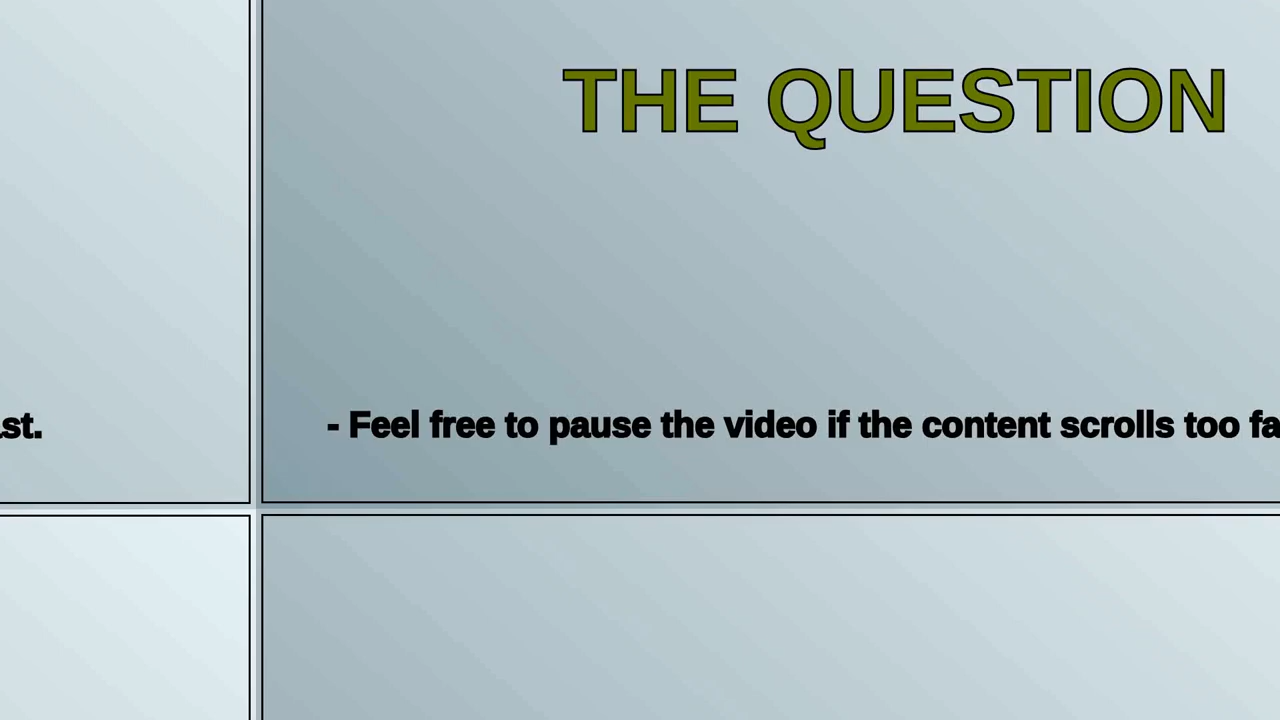 THE QUESTION
st.
- Feel free to pause the video if the content scrolls too fa